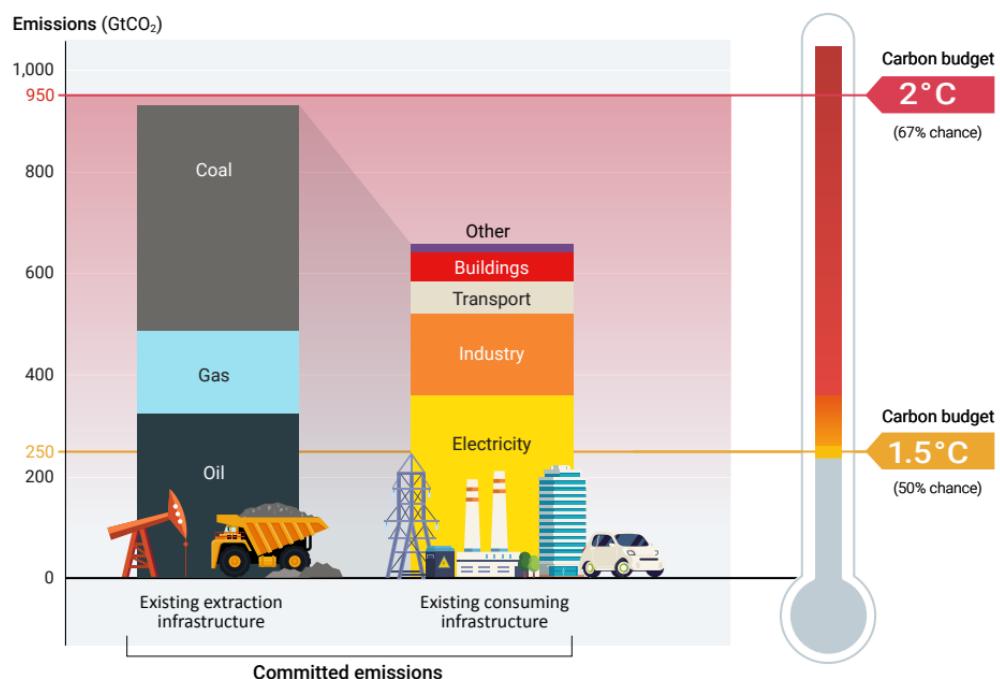 Emissions (GtCO₂)
1,000
950
800
600
400
250
200
0
Coal
Gas
Oil
Other
Buildings
Transport
Industry
Electricity
Existing extraction
infrastructure
Existing consuming
infrastructure
Committed emissions
Carbon budget
2°C
(67% chance)
Carbon budget
1.5°C
(50% chance)